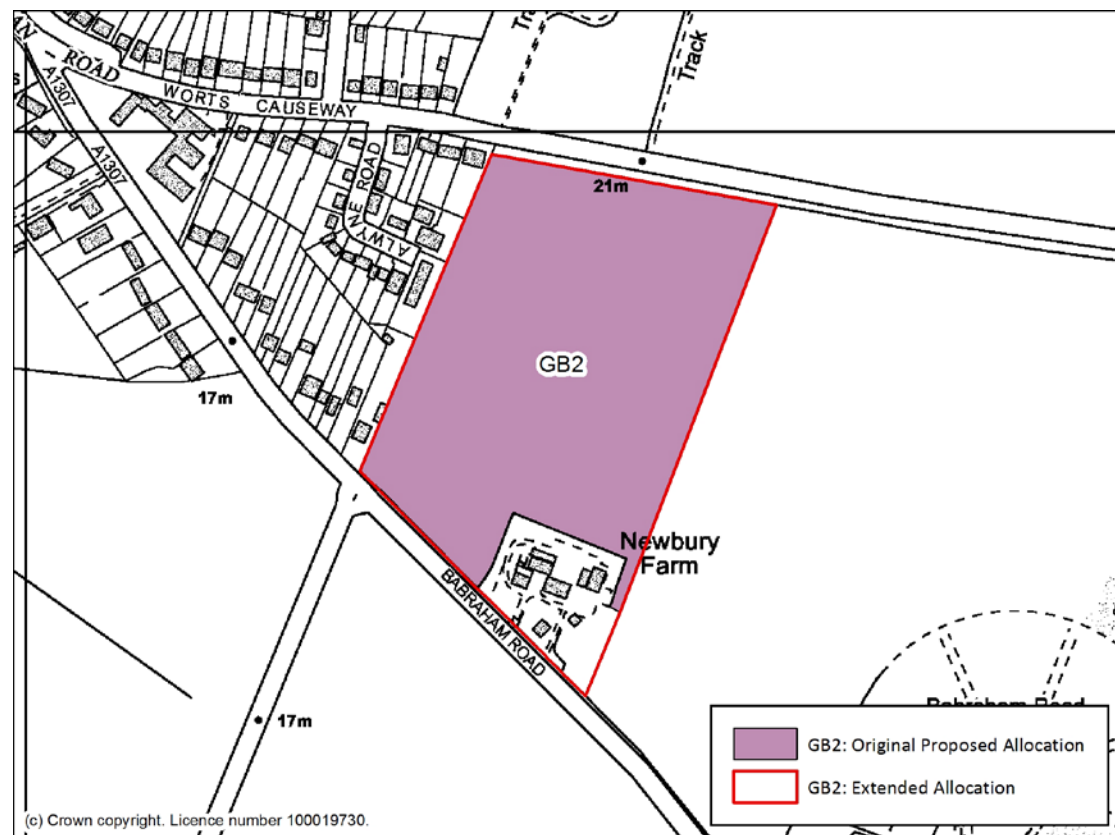 ROAD
WORTS CAUSEWAY
A1307
A1307
ALWYNE ROAD
Track
21m
17m
GB2
Newbury
Farm
BABRAHAM ROAD
17m
GB2: Original Proposed Allocation
GB2: Extended Allocation
(c) Crown copyright. Licence number 100019730.